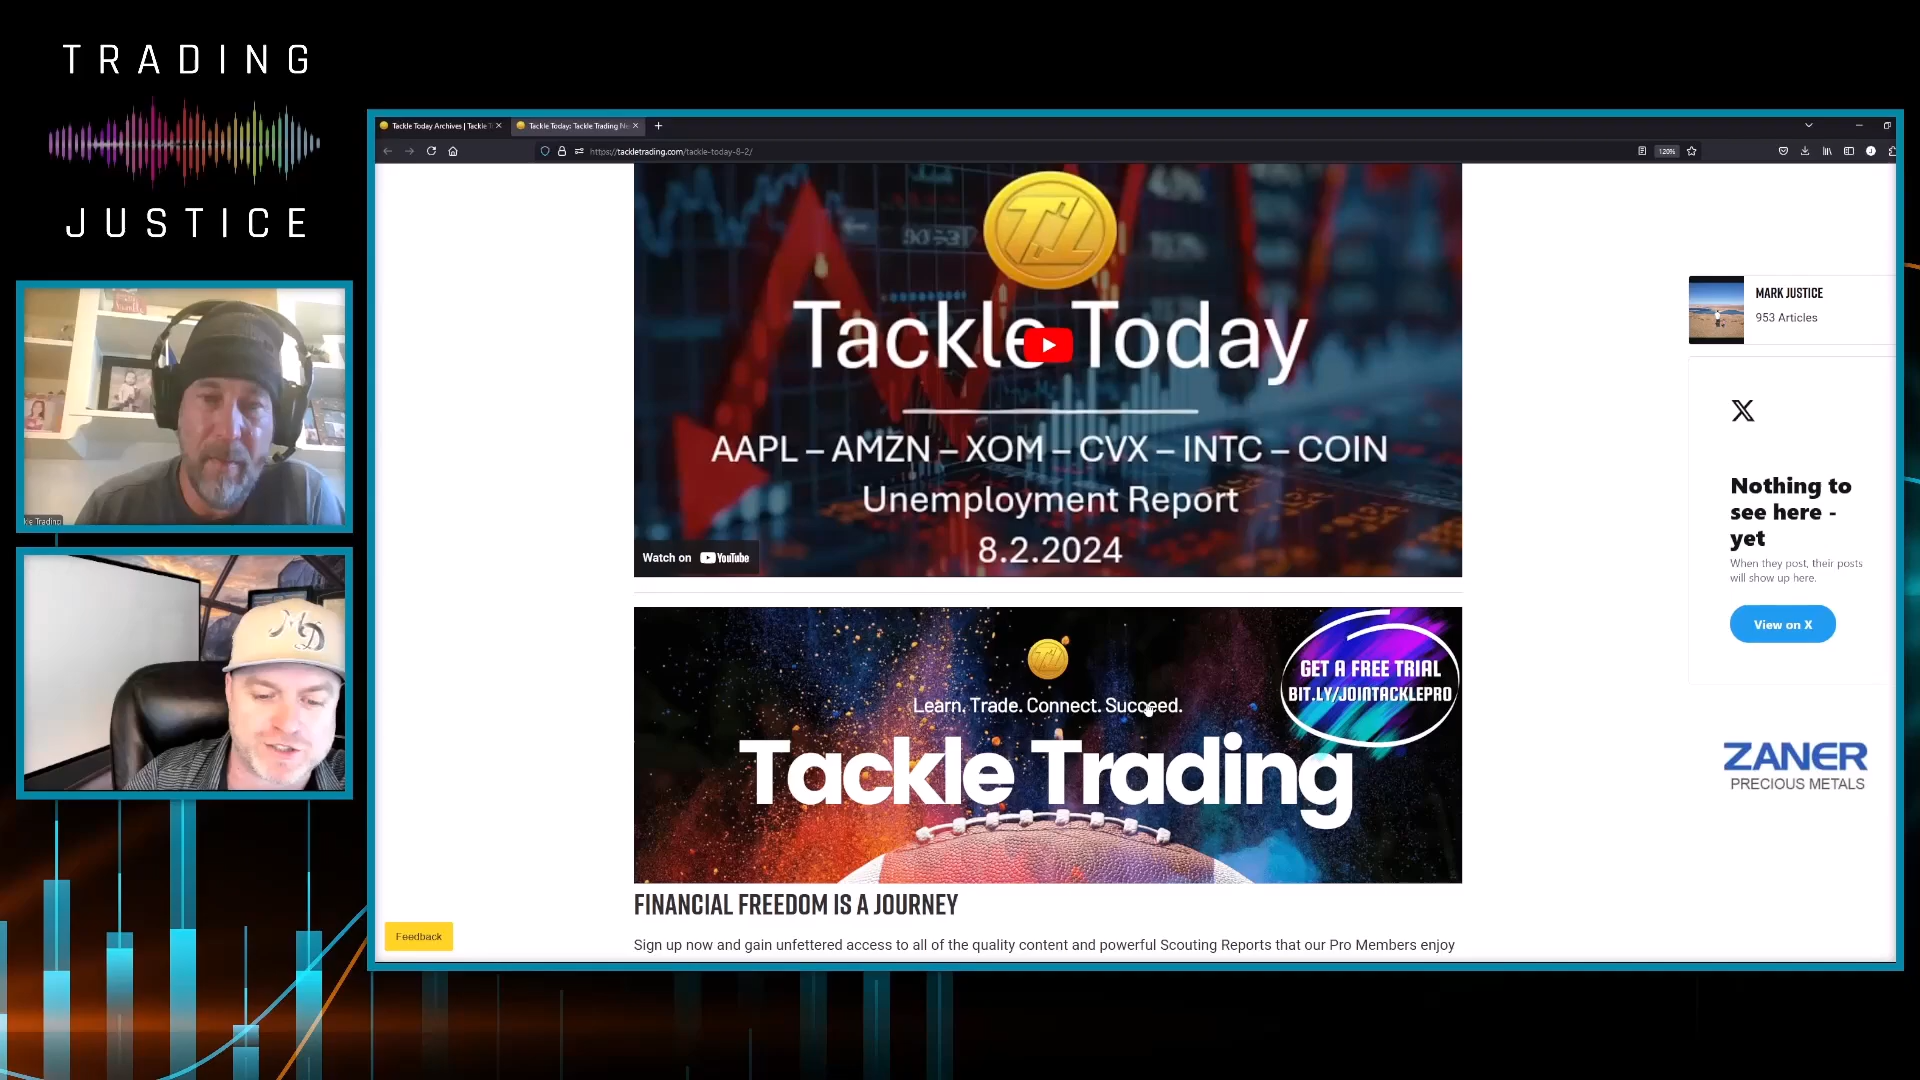 TRADING
JUSTICE
Tackle Today Archives | Tackle T
Tackle Today: Tackle Trading Ne
https://tackletrading.com/tackle-today-8-2/
120%
TL
Tackle Today
AAPL – AMZN – XOM – CVX – INTC – COIN
Unemployment Report
8.2.2024
Watch on YouTube
MARK JUSTICE
953 Articles
X
Nothing to
see here -
yet
When they post, their posts
will show up here.
View on X
GET A FREE TRIAL
BIT.LY/JOINTACKLEPRO
Learn. Trade. Connect. Succeed.
Tackle Trading
ZANER
PRECIOUS METALS
FINANCIAL FREEDOM IS A JOURNEY
Sign up now and gain unfettered access to all of the quality content and powerful Scouting Reports that our Pro Members enjoy
Feedback
kle Trading
MD